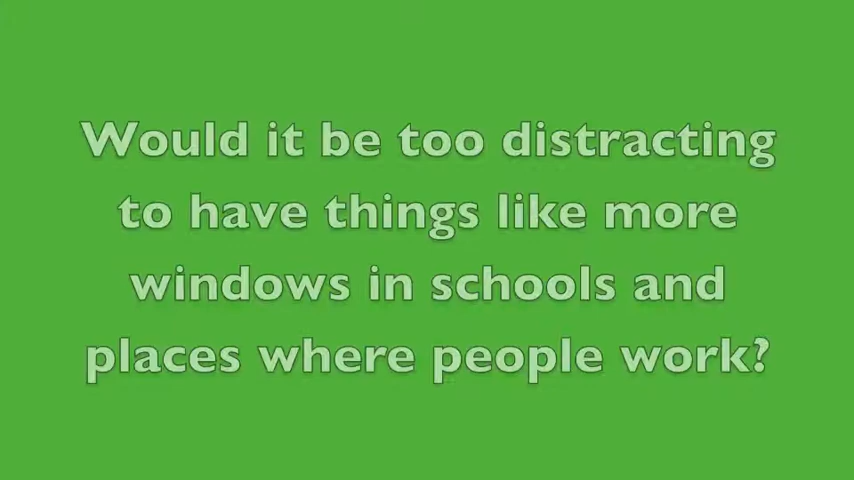 Would it be too distracting
to have things like more
windows in schools and
places where people work?